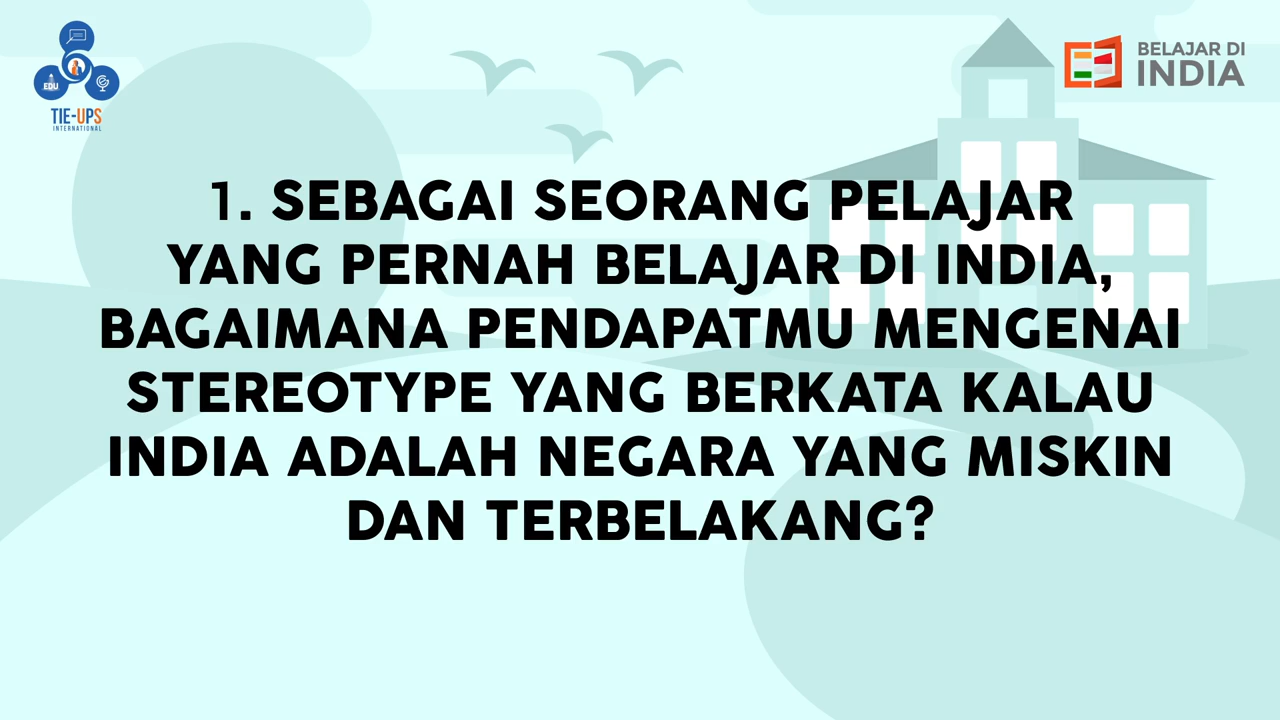 EDU
TIE-UPS
INTERNATIONAL
BELAJAR DI
INDIA
1. SEBAGAI SEORANG PELAJAR
YANG PERNAH BELAJAR DI INDIA,
BAGAIMANA PENDAPATMU MENGENAI
STEREOTYPE YANG BERKATA KALAU
INDIA ADALAH NEGARA YANG MISKIN
DAN TERBELAKANG?